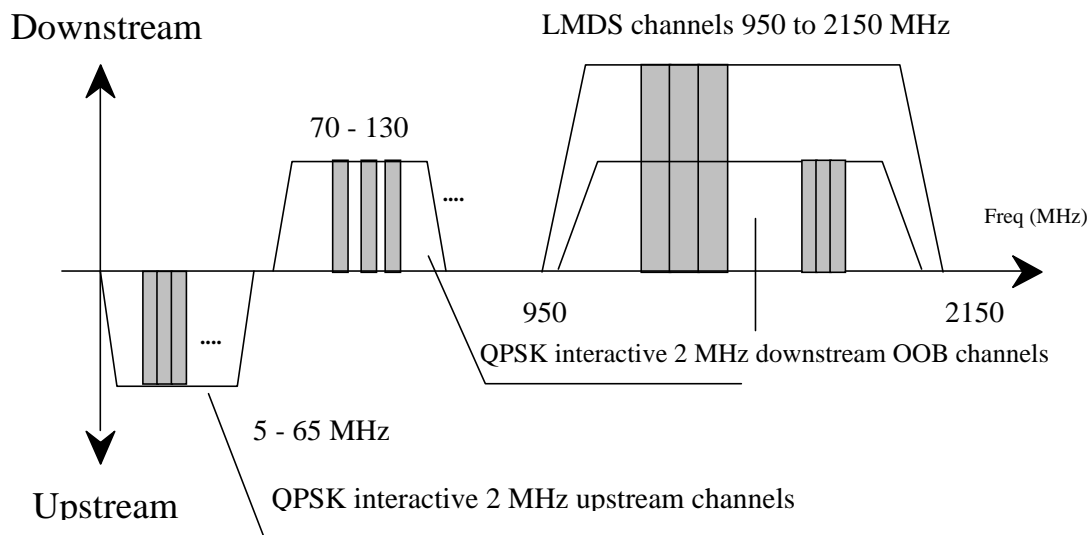 Downstream
LMDS channels 950 to 2150 MHz
70 - 130
....
Freq (MHz)
950
2150
....
QPSK interactive 2 MHz downstream OOB channels
5 - 65 MHz
QPSK interactive 2 MHz upstream channels
Upstream